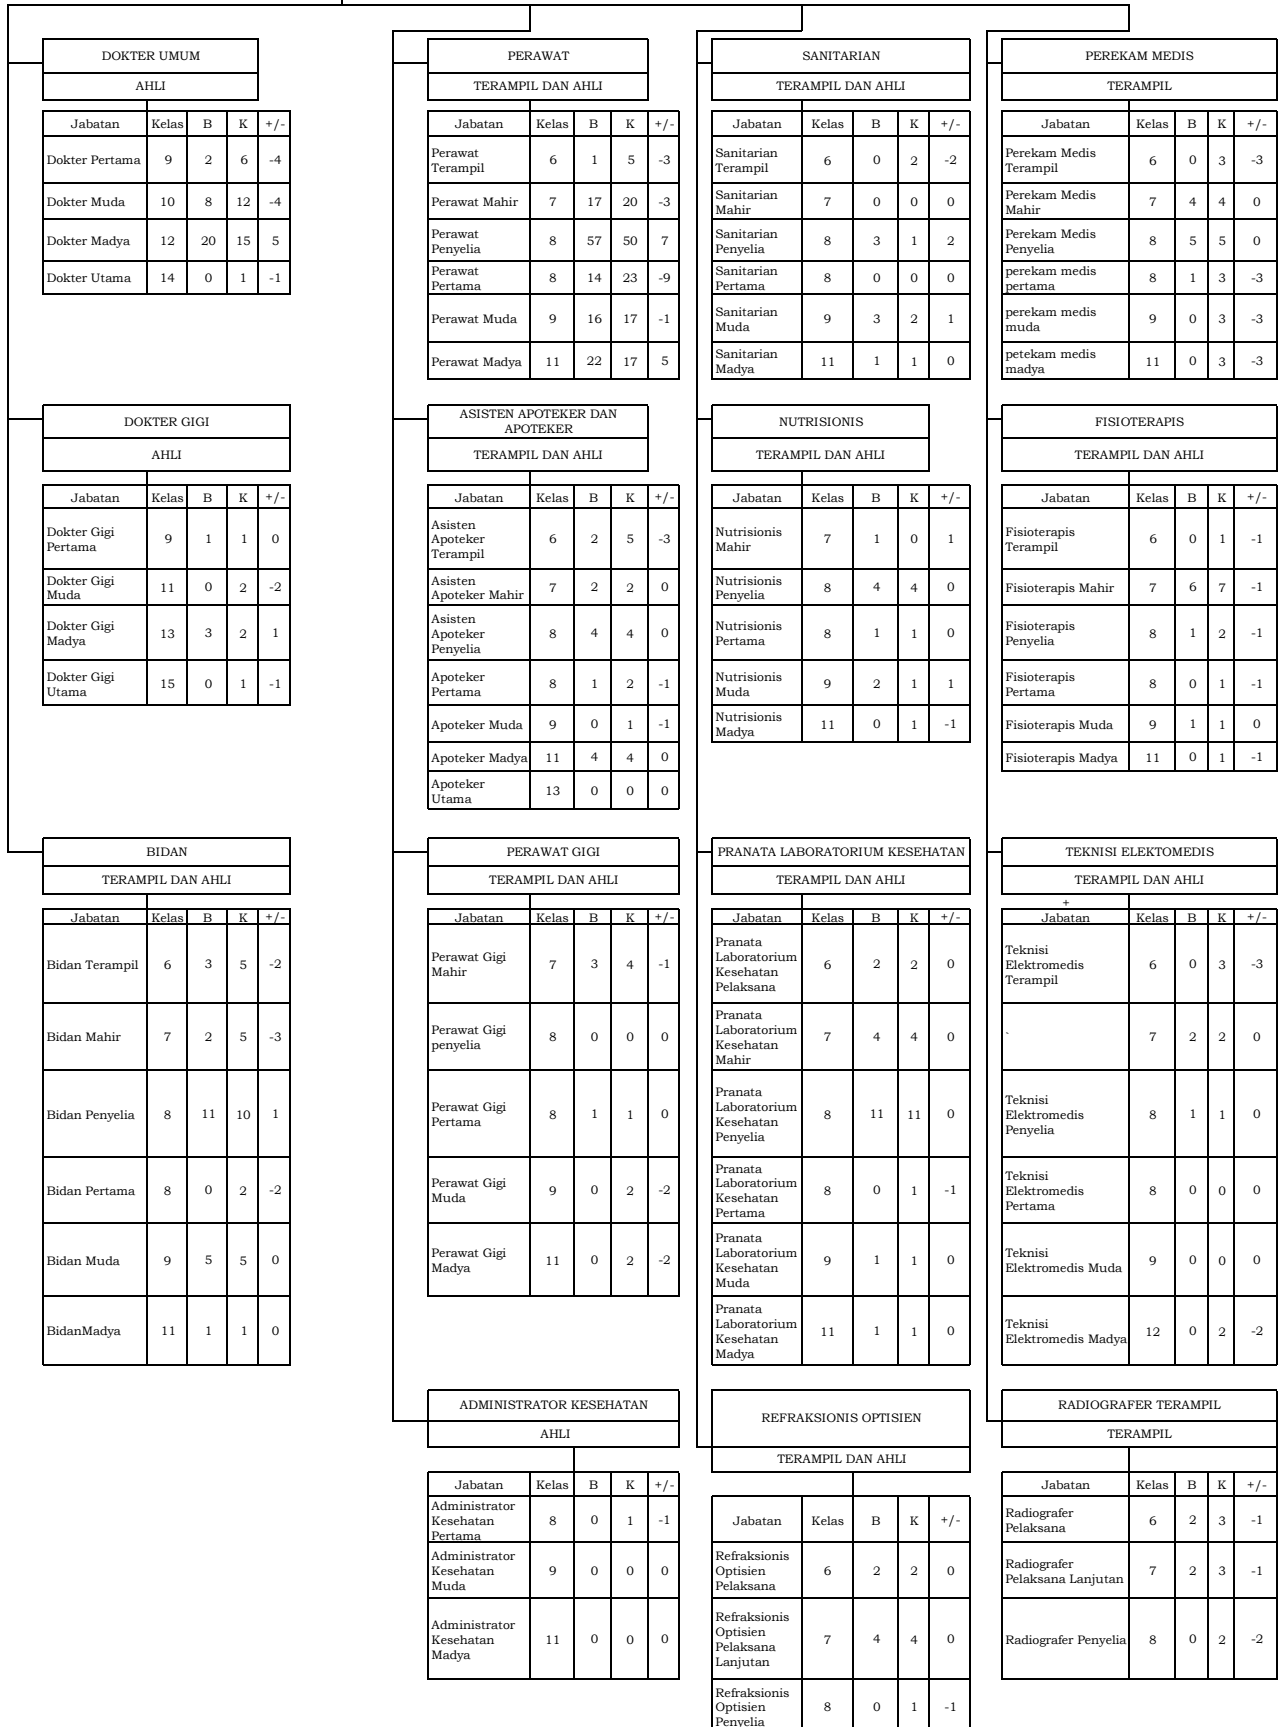 DOKTER UMUM
AHLI
Jabatan Kelas B K +/-
Dokter Pertama 9 2 6 -4
Dokter Muda 10 8 12 -4
Dokter Madya 12 20 15 5
Dokter Utama 14 0 1 -1
PERAWAT
TERAMPIL DAN AHLI
Jabatan Kelas B K +/-
Perawat
Terampil 6 1 5 -3
Perawat Mahir 7 17 20 -3
Perawat
Penyelia 8 57 50 7
Perawat
Pertama 8 14 23 -9
Perawat Muda 9 16 17 -1
Perawat Madya 11 22 17 5
SANITARIAN
TERAMPIL DAN AHLI
Jabatan Kelas B K +/-
Sanitarian
Terampil 6 0 2 -2
Sanitarian
Mahir 7 0 0 0
Sanitarian
Penyelia 8 3 1 2
Sanitarian
Pertama 8 0 0 0
Sanitarian
Muda 9 3 2 1
Sanitarian
Madya 11 1 1 0
PEREKAM MEDIS
TERAMPIL
Jabatan Kelas B K +/-
Perekam Medis
Terampil 6 0 3 -3
Perekam Medis
Mahir 7 4 4 0
Perekam Medis
Penyelia 8 5 5 0
perekam medis
pertama 8 1 3 -3
perekam medis
muda 9 0 3 -3
petekam medis
madya 11 0 3 -3
DOKTER GIGI
AHLI
Jabatan Kelas B K +/-
Dokter Gigi
Pertama 9 1 1 0
Dokter Gigi
Muda 11 0 2 -2
Dokter Gigi
Madya 13 3 2 1
Dokter Gigi
Utama 15 0 1 -1
ASISTEN APOTEKER DAN
APOTEKER
TERAMPIL DAN AHLI
Jabatan Kelas B K +/-
Asisten
Apoteker
Terampil 6 2 5 -3
Asisten
Apoteker Mahir 7 2 2 0
Asisten
Apoteker
Penyelia 8 4 4 0
Apoteker
Pertama 8 1 2 -1
Apoteker Muda 9 0 1 -1
Apoteker Madya 11 4 4 0
Apoteker
Utama 13 0 0 0
NUTRISIONIS
TERAMPIL DAN AHLI
Jabatan Kelas B K +/-
Nutrisionis
Mahir 7 1 0 1
Nutrisionis
Penyelia 8 4 4 0
Nutrisionis
Pertama 8 1 1 0
Nutrisionis
Muda 9 2 1 1
Nutrisionis
Madya 11 0 1 -1
FISIOTERAPIS
TERAMPIL DAN AHLI
Jabatan Kelas B K +/-
Fisioterapis
Terampil 6 0 1 -1
Fisioterapis Mahir 7 6 7 -1
Fisioterapis
Penyelia 8 1 2 -1
Fisioterapis
Pertama 8 0 1 -1
Fisioterapis Muda 9 1 1 0
Fisioterapis Madya 11 0 1 -1
BIDAN
TERAMPIL DAN AHLI
Jabatan Kelas B K +/-
Bidan Terampil 6 3 5 -2
Bidan Mahir 7 2 5 -3
Bidan Penyelia 8 11 10 1
Bidan Pertama 8 0 2 -2
Bidan Muda 9 5 5 0
BidanMadya 11 1 1 0
PERAWAT GIGI
TERAMPIL DAN AHLI
Jabatan Kelas B K +/-
Perawat Gigi
Mahir 7 3 4 -1
Perawat Gigi
penyelia 8 0 0 0
Perawat Gigi
Pertama 8 1 1 0
Perawat Gigi
Muda 9 0 2 -2
Perawat Gigi
Madya 11 0 2 -2
PRANATA LABORATORIUM KESEHATAN
TERAMPIL DAN AHLI
Jabatan Kelas B K +/-
Pranata
Laboratorium
Kesehatan
Pelaksana 6 2 2 0
Pranata
Laboratorium
Kesehatan
Mahir 7 4 4 0
Pranata
Laboratorium
Kesehatan
Penyelia 8 11 11 0
Pranata
Laboratorium
Kesehatan
Pertama 8 0 1 -1
Pranata
Laboratorium
Kesehatan
Muda 9 1 1 0
Pranata
Laboratorium
Kesehatan
Madya 11 1 1 0
TEKNISI ELEKTOMEDIS
TERAMPIL DAN AHLI
+
Jabatan Kelas B K +/-
Teknisi
Elektromedis
Terampil 6 0 3 -3
` 7 2 2 0
Teknisi
Elektromedis
Penyelia 8 1 1 0
Teknisi
Elektromedis
Pertama 8 0 0 0
Teknisi
Elektromedis Muda 9 0 0 0
Teknisi
Elektromedis Madya 12 0 2 -2
ADMINISTRATOR KESEHATAN
AHLI
Jabatan Kelas B K +/-
Administrator
Kesehatan
Pertama 8 0 1 -1
Administrator
Kesehatan
Muda 9 0 0 0
Administrator
Kesehatan
Madya 11 0 0 0
REFRAKSIONIS OPTISIEN
TERAMPIL DAN AHLI
Jabatan Kelas B K +/-
Refraksionis
Optisien
Pelaksana 6 2 2 0
Refraksionis
Optisien
Pelaksana
Lanjutan 7 4 4 0
Refraksionis
Optisien
Penyelia 8 0 1 -1
RADIOGRAFER TERAMPIL
TERAMPIL
Jabatan Kelas B K +/-
Radiografer
Pelaksana 6 2 3 -1
Radiografer
Pelaksana Lanjutan 7 2 3 -1
Radiografer Penyelia 8 0 2 -2